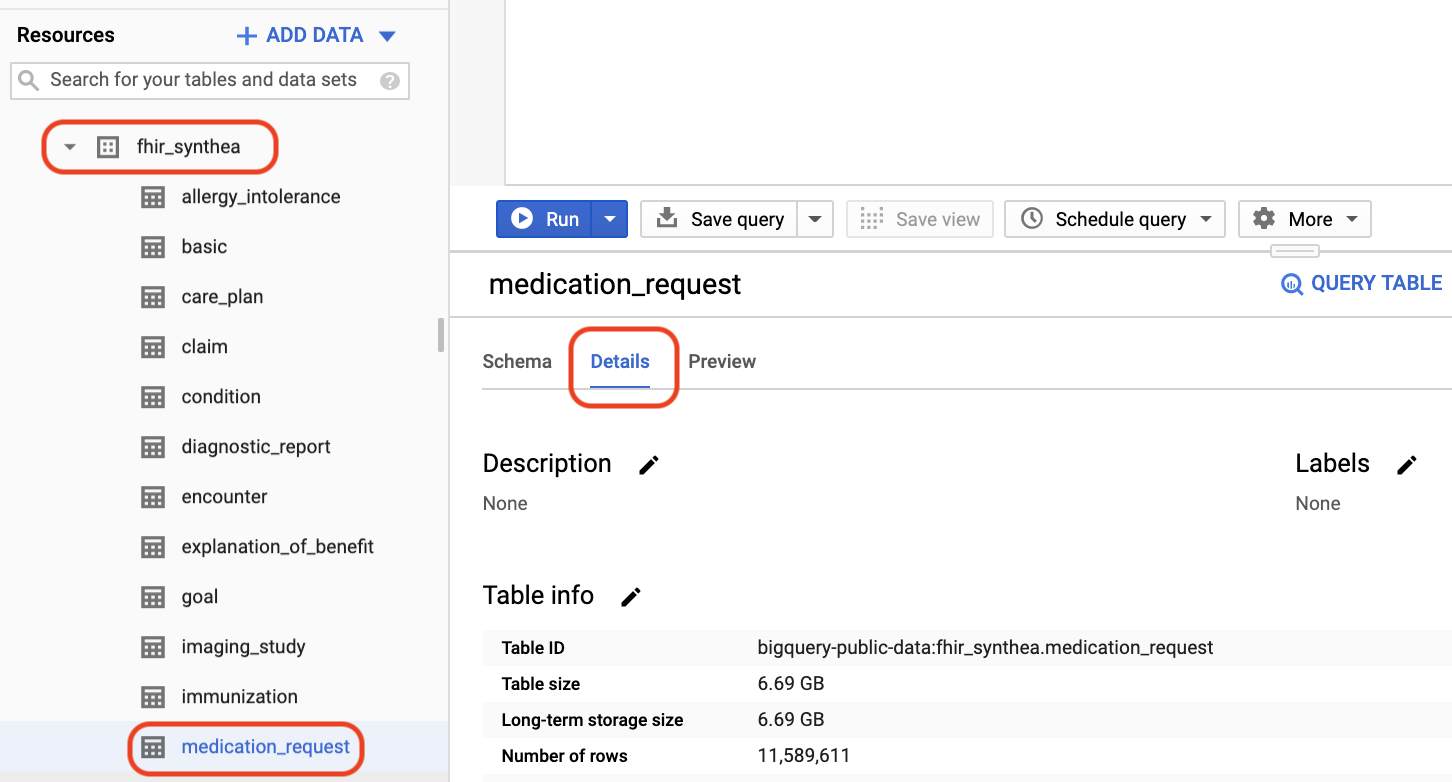 Resources
ADD DATA
Search for your tables and data sets
fhir_synthea
allergy_intolerance
basic
care_plan
claim
condition
diagnostic_report
encounter
explanation_of_benefit
goal
imaging_study
immunization
medication_request
Run
Save query
Save view
Schedule query
More
medication_request
QUERY TABLE
Schema
Details
Preview
Description
None
Labels
None
Table info
Table ID bigquery-public-data:fhir_synthea.medication_request
Table size 6.69 GB
Long-term storage size 6.69 GB
Number of rows 11,589,611